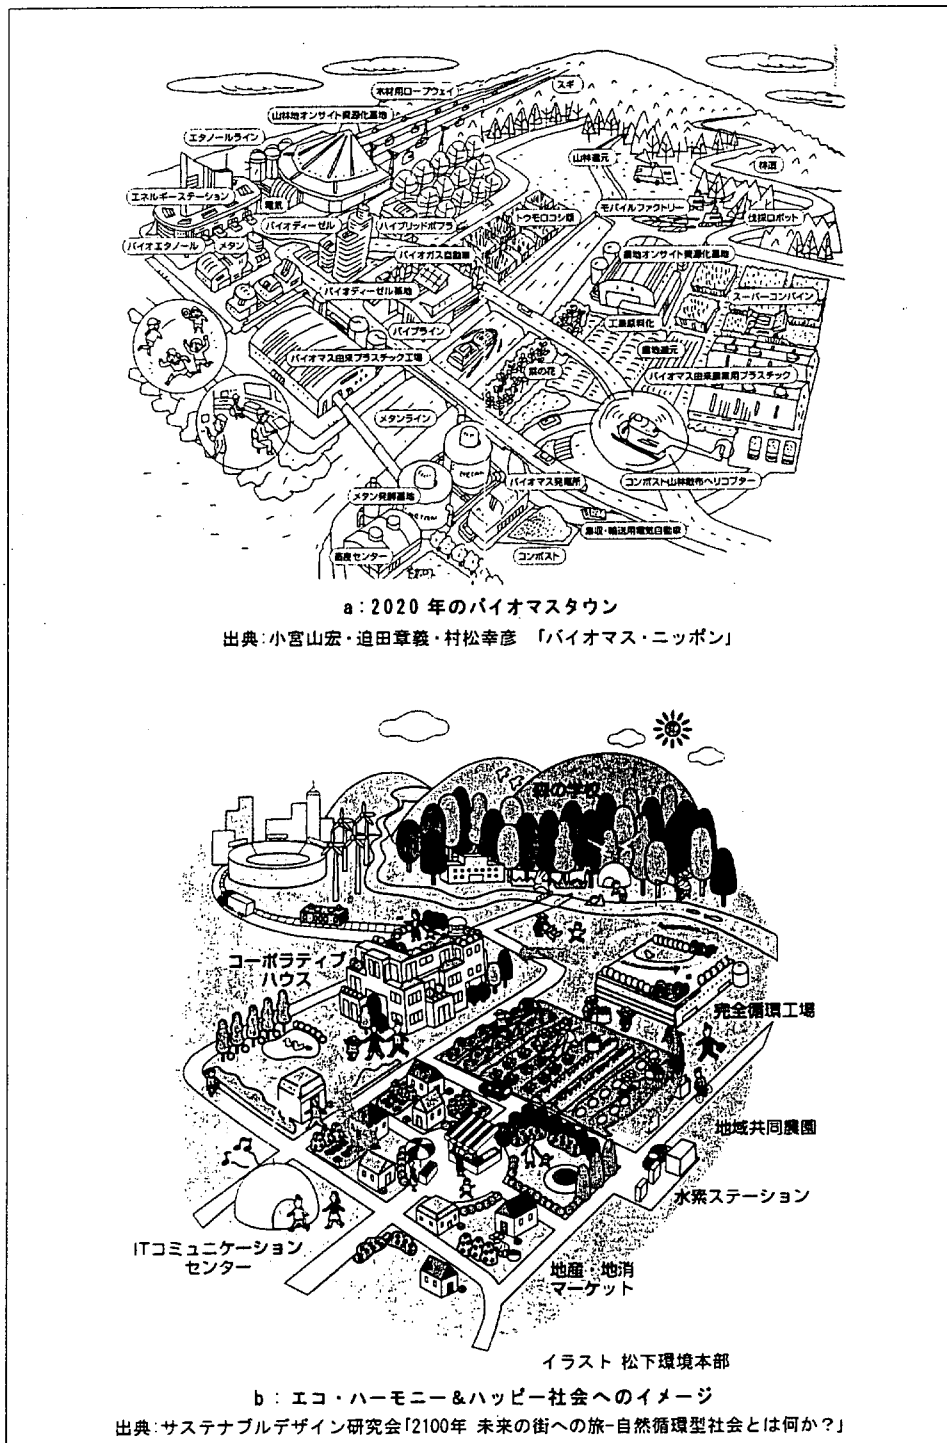 木材用ロープウェイ
スギ
山林地オンサイト資源化基地
エタノールライン
山林還元
林道
エネルギーステーション
電気
モバイルファクトリー
伐採ロボット
バイオディーゼル
ハイブリッドポプラ
トウモロコシ畑
バイオエタノール
メタン
バイオガス自動車
農地オンサイト資源化基地
バイオディーゼル基地
スーパーコンバイン
パイプライン
工業原料化
農地還元
バイオマス由来プラスチック工場
菜の花
バイオマス由来農業用プラスチック
メタンライン
メタン発酵基地
バイオマス発電所
コンポスト山林散布ヘリコプター
畜産センター
コンポスト
集収・輸送用電気自動車
a:2020 年のバイオマスタウン
出典:小宮山宏・迫田章義・村松幸彦 「バイオマス・ニッポン」
森の学校
コーポラティブ
ハウス
完全循環工場
地域共同農園
水素ステーション
ITコミュニケーション
センター
地産・地消
マーケット
イラスト 松下環境本部
b : エコ・ハーモニー&ハッピー社会へのイメージ
出典:サステナブルデザイン研究会「2100年 未来の街への旅-自然循環型社会とは何か?」